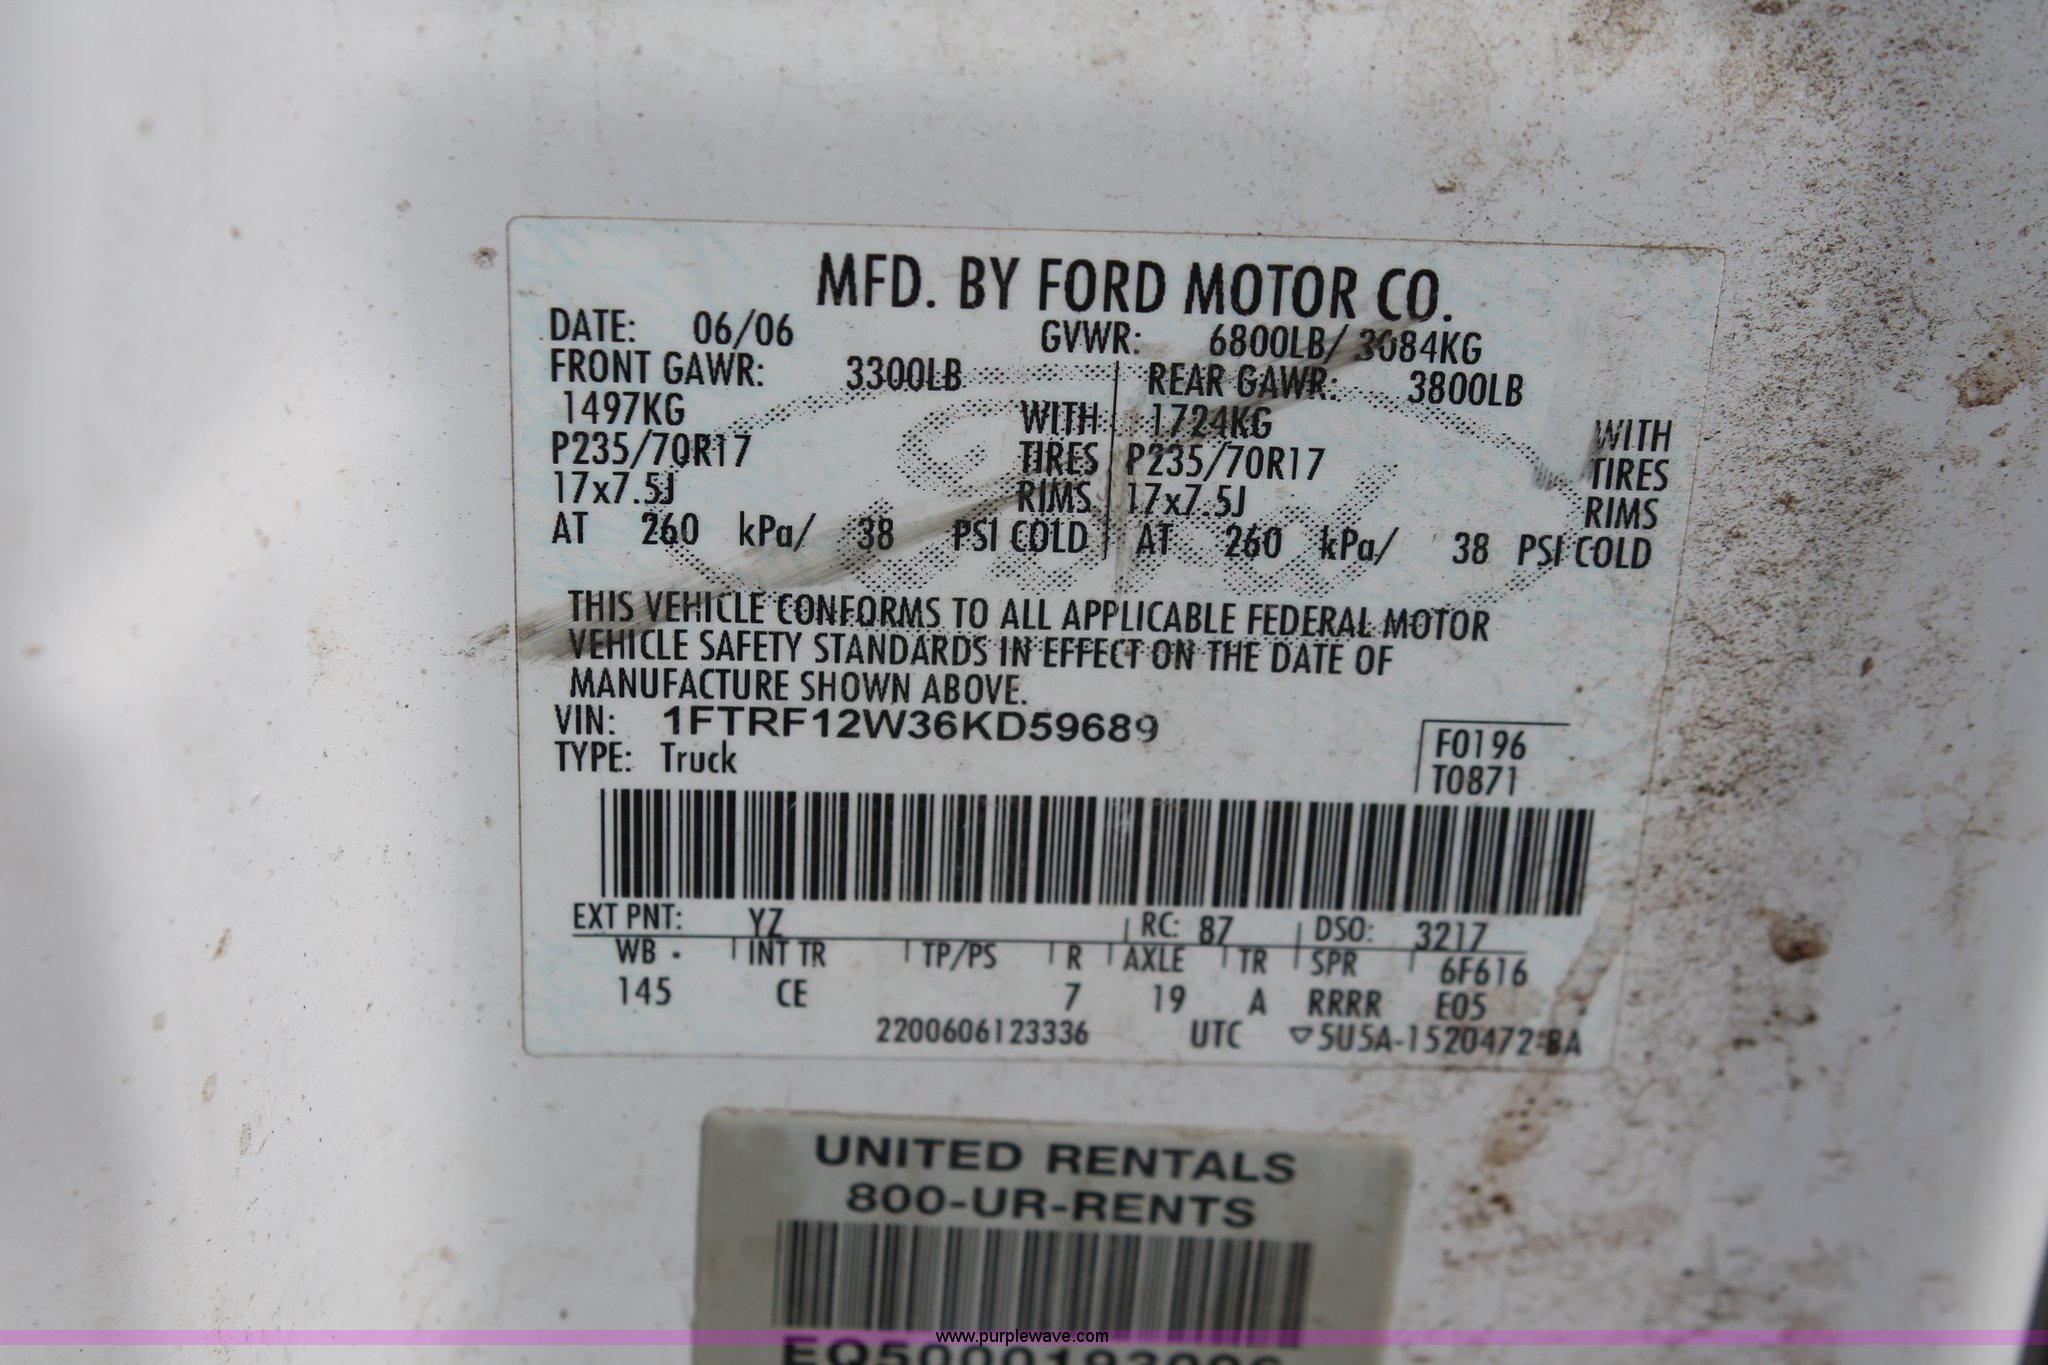 MFD. BY FORD MOTOR CO.
DATE: 06/06 GVWR: 6800LB/ 3084KG
FRONT GAWR: 3300LB REAR GAWR: 3800LB
1497KG WITH 1724KG WITH
P235/70R17 TIRES P235/70R17 TIRES
17x7.5J RIMS 17x7.5J RIMS
AT 260 kPa/ 38 PSI COLD AT 260 kPa/ 38 PSI COLD
THIS VEHICLE CONFORMS TO ALL APPLICABLE FEDERAL MOTOR
VEHICLE SAFETY STANDARDS IN EFFECT ON THE DATE OF
MANUFACTURE SHOWN ABOVE.
VIN: 1FTRF12W36KD59689
TYPE: Truck
F0196
T0871
EXT PNT: YZ RC: 87 DSO: 3217
WB INT TR TP/PS R AXLE TR SPR 6F616
145 CE 7 19 A RRRR E05
2200606123336 UTC ▽5U5A-1520472-BA
UNITED RENTALS
800-UR-RENTS
www.purplewave.com